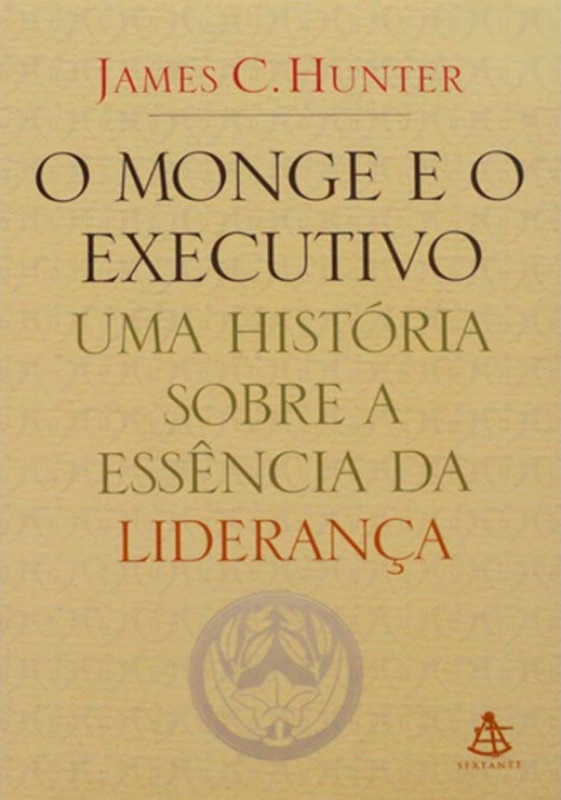 JAMES C. HUNTER
O MONGE E O
EXECUTIVO
UMA HISTÓRIA
SOBRE A
ESSÊNCIA DA
LIDERANÇA
SEXTANTE